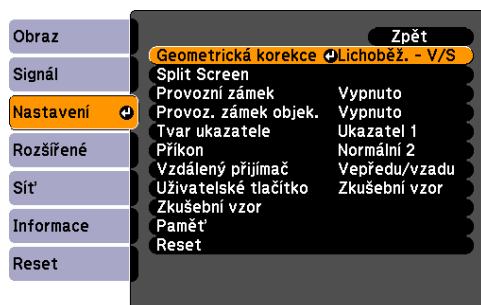 Obraz
Signál
Nastavení
Rozšířené
Síť
Informace
Reset
Zpět
Geometrická korekce Lichoběž. - V/S
Split Screen
Provozní zámek Vypnuto
Provoz. zámek objek. Vypnuto
Tvar ukazatele Ukazatel 1
Příkon Normální 2
Vzdálený přijímač Vepředu/vzadu
Uživatelské tlačítko Zkušební vzor
Zkušební vzor
Paměť
Reset